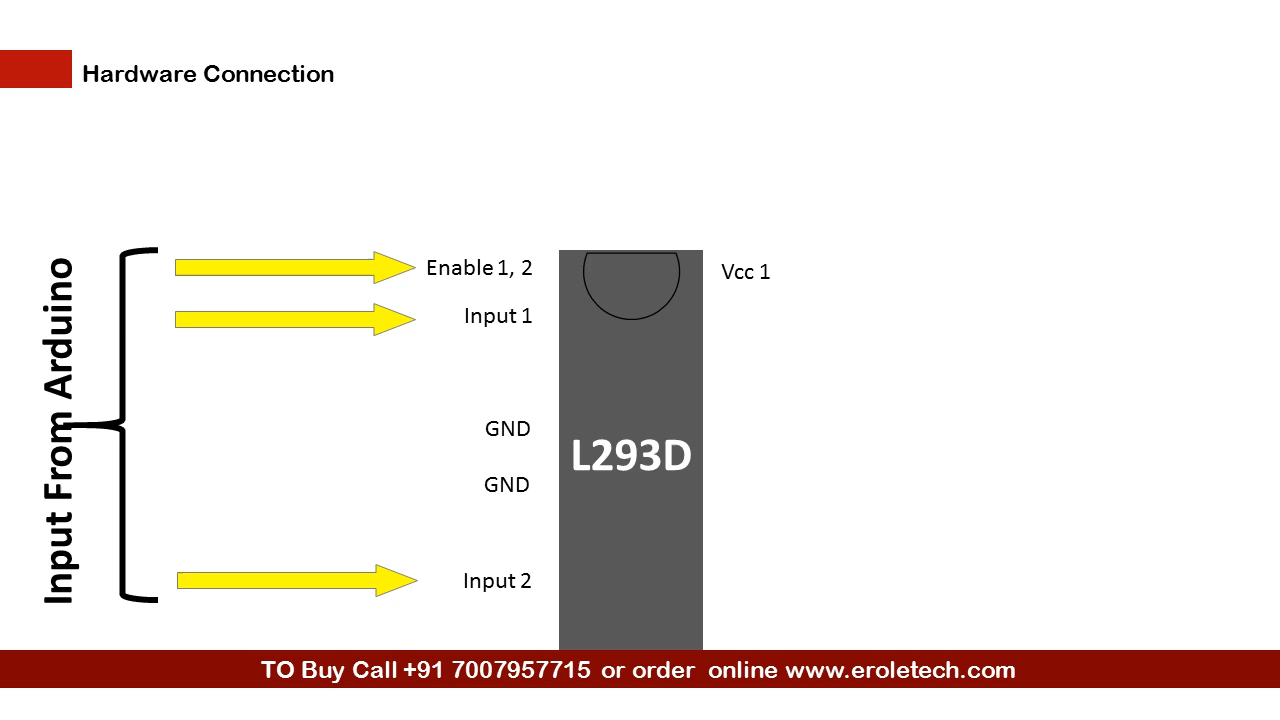 Hardware Connection
Input From Arduino
Enable 1, 2
Vcc 1
Input 1
GND
L293D
GND
Input 2
TO Buy Call +91 7007957715 or order online www.eroletech.com